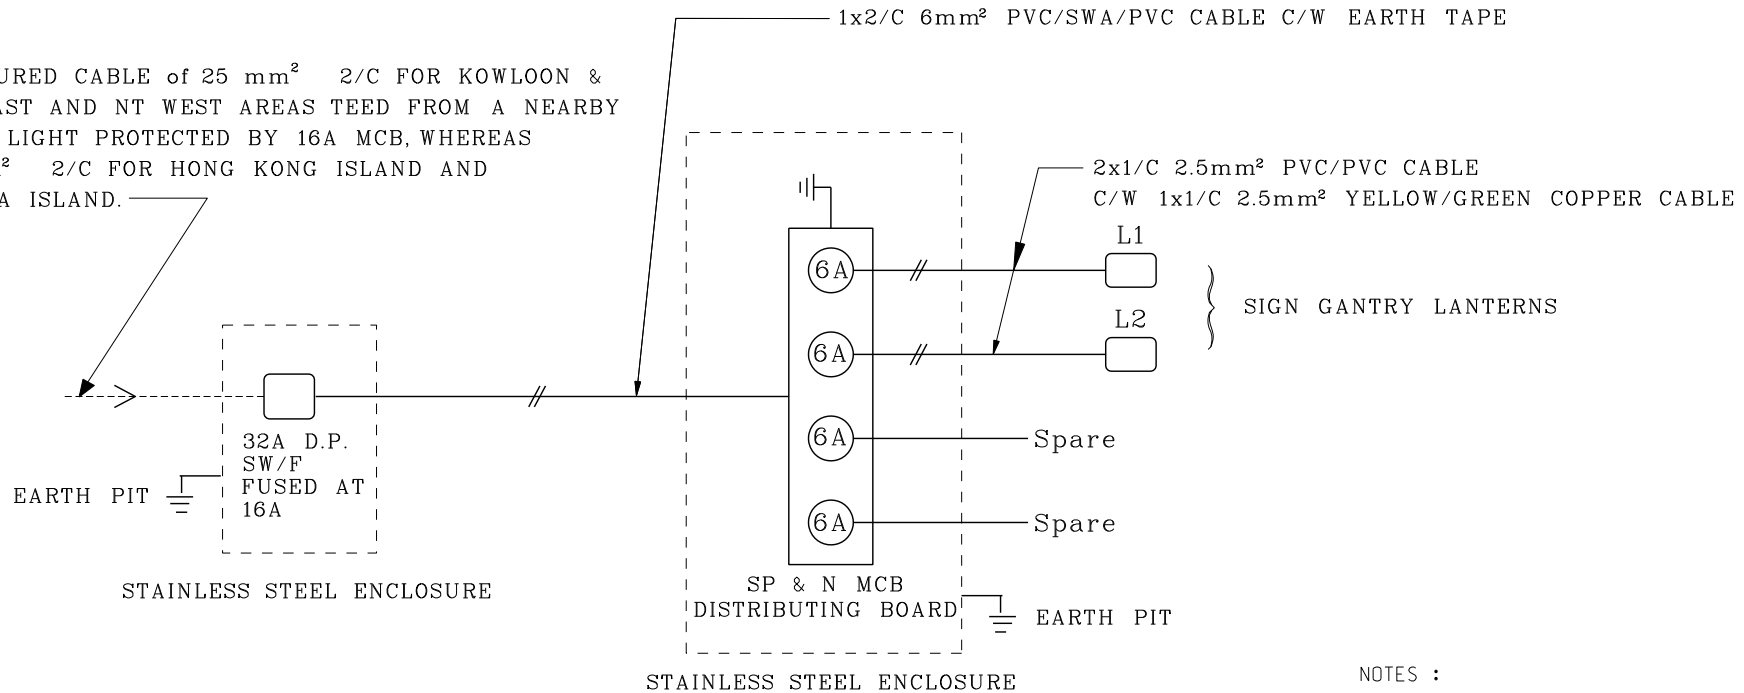 1x2/C 6mm² PVC/SWA/PVC CABLE C/W EARTH TAPE
URED CABLE of 25 mm² 2/C FOR KOWLOON &
AST AND NT WEST AREAS TEED FROM A NEARBY
LIGHT PROTECTED BY 16A MCB, WHEREAS
² 2/C FOR HONG KONG ISLAND AND
A ISLAND.
2x1/C 2.5mm² PVC/PVC CABLE
C/W 1x1/C 2.5mm² YELLOW/GREEN COPPER CABLE
L1
6A
L2
SIGN GANTRY LANTERNS
6A
32A D.P.
SW/F
FUSED AT
16A
EARTH PIT
6A
Spare
6A
Spare
STAINLESS STEEL ENCLOSURE
SP & N MCB
DISTRIBUTING BOARD
EARTH PIT
STAINLESS STEEL ENCLOSURE
NOTES :